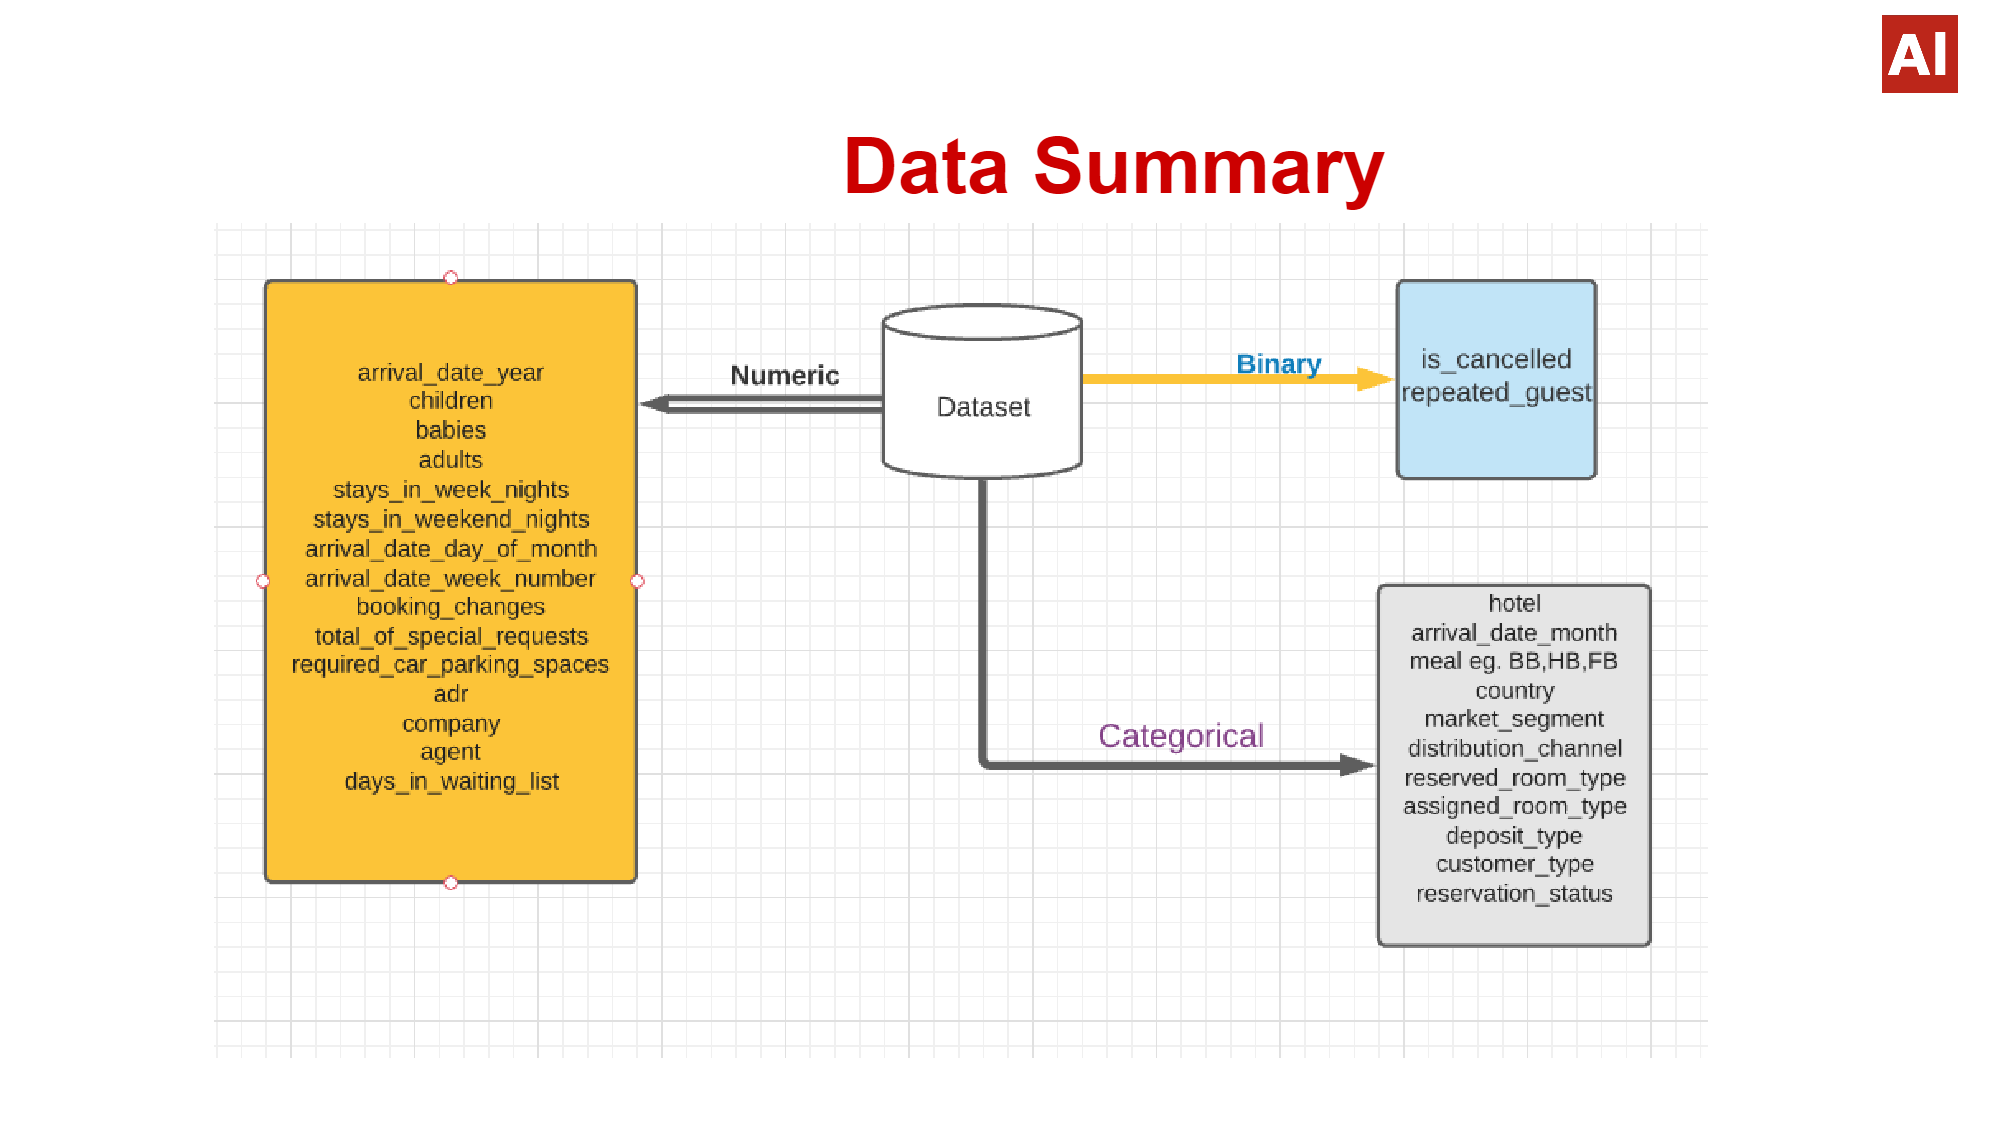 AI
Data Summary
arrival_date_year
children
babies
adults
stays_in_week_nights
stays_in_weekend_nights
arrival_date_day_of_month
arrival_date_week_number
booking_changes
total_of_special_requests
required_car_parking_spaces
adr
company
agent
days_in_waiting_list
Numeric
Dataset
Binary
is_cancelled
repeated_guest
Categorical
hotel
arrival_date_month
meal eg. BB,HB,FB
country
market_segment
distribution_channel
reserved_room_type
assigned_room_type
deposit_type
customer_type
reservation_status